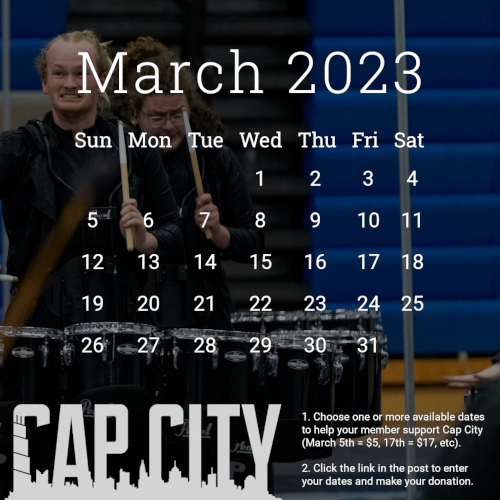 March 2023
Sun Mon Tue Wed Thu Fri Sat
1 2 3 4
5 6 7 8 9 10 11
12 13 14 15 16 17 18
19 20 21 22 23 24 25
26 27 28 29 30 31
CAP CITY
1. Choose one or more available dates
to help your member support Cap City
(March 5th = $5, 17th = $17, etc).
2. Click the link in the post to enter
your dates and make your donation.